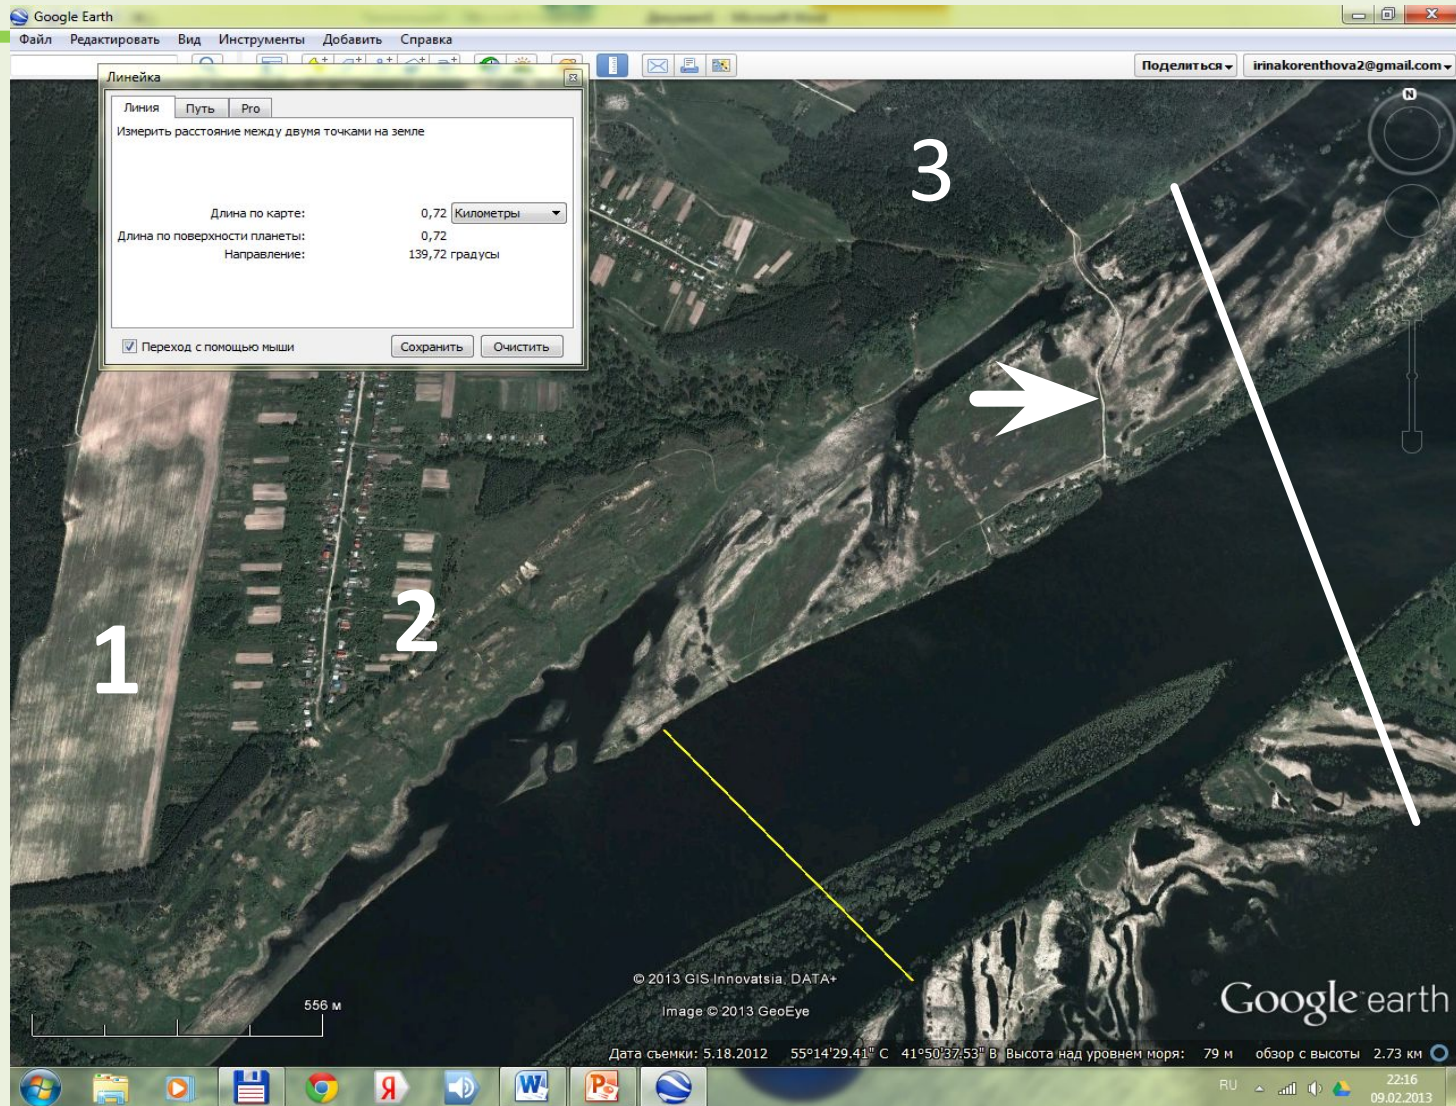 Google Earth
Файл Редактировать Вид Инструменты Добавить Справка
Поделиться irinakorenthova2@gmail.com
Линейка
Линия Путь Pro
Измерить расстояние между двумя точками на земле
Длина по карте: 0,72 Километры
Длина по поверхности планеты: 0,72
Направление: 139,72 градусы
Переход с помощью мыши Сохранить Очистить
N
3
2
1
© 2013 GIS Innovatsia, DATA+
556 м
Image © 2013 GeoEye
Google earth
Дата съемки: 5.18.2012 55°14'29.41" С 41°50'37.53" В Высота над уровнем моря: 79 м обзор с высоты 2.73 км
RU
22:16
09.02.2013